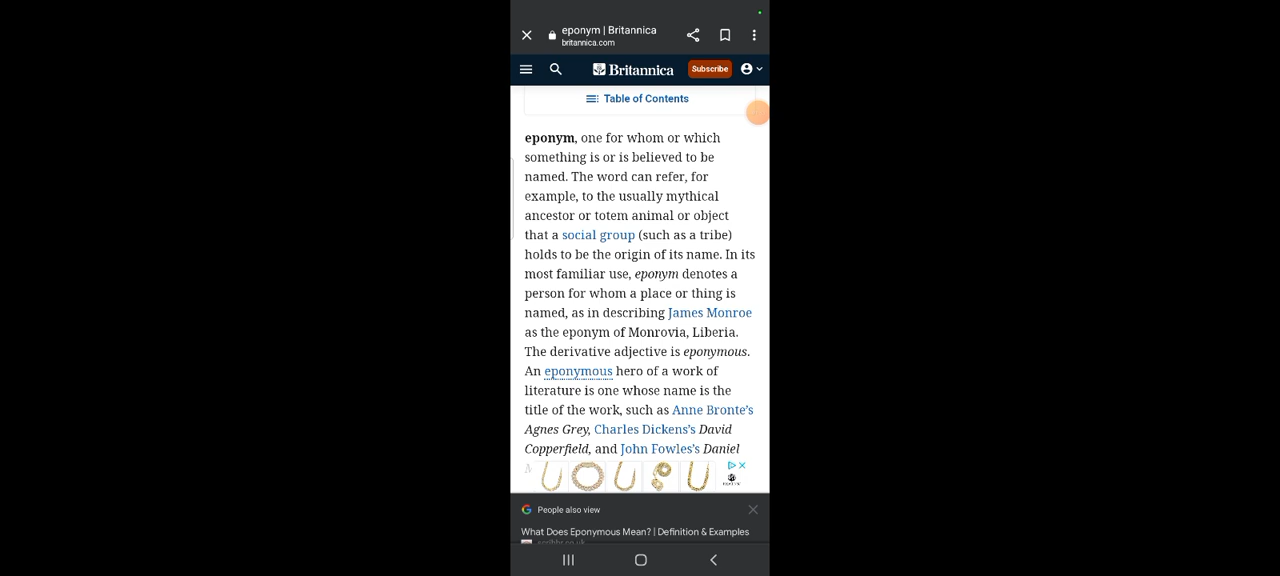 eponym | Britannica
britannica.com
Britannica
Subscribe
Table of Contents
eponym, one for whom or which
something is or is believed to be
named. The word can refer, for
example, to the usually mythical
ancestor or totem animal or object
that a social group (such as a tribe)
holds to be the origin of its name. In its
most familiar use, eponym denotes a
person for whom a place or thing is
named, as in describing James Monroe
as the eponym of Monrovia, Liberia.
The derivative adjective is eponymous.
An eponymous hero of a work of
literature is one whose name is the
title of the work, such as Anne Bronte’s
Agnes Grey, Charles Dickens’s David
Copperfield, and John Fowles’s Daniel
People also view
What Does Eponymous Mean? | Definition & Examples